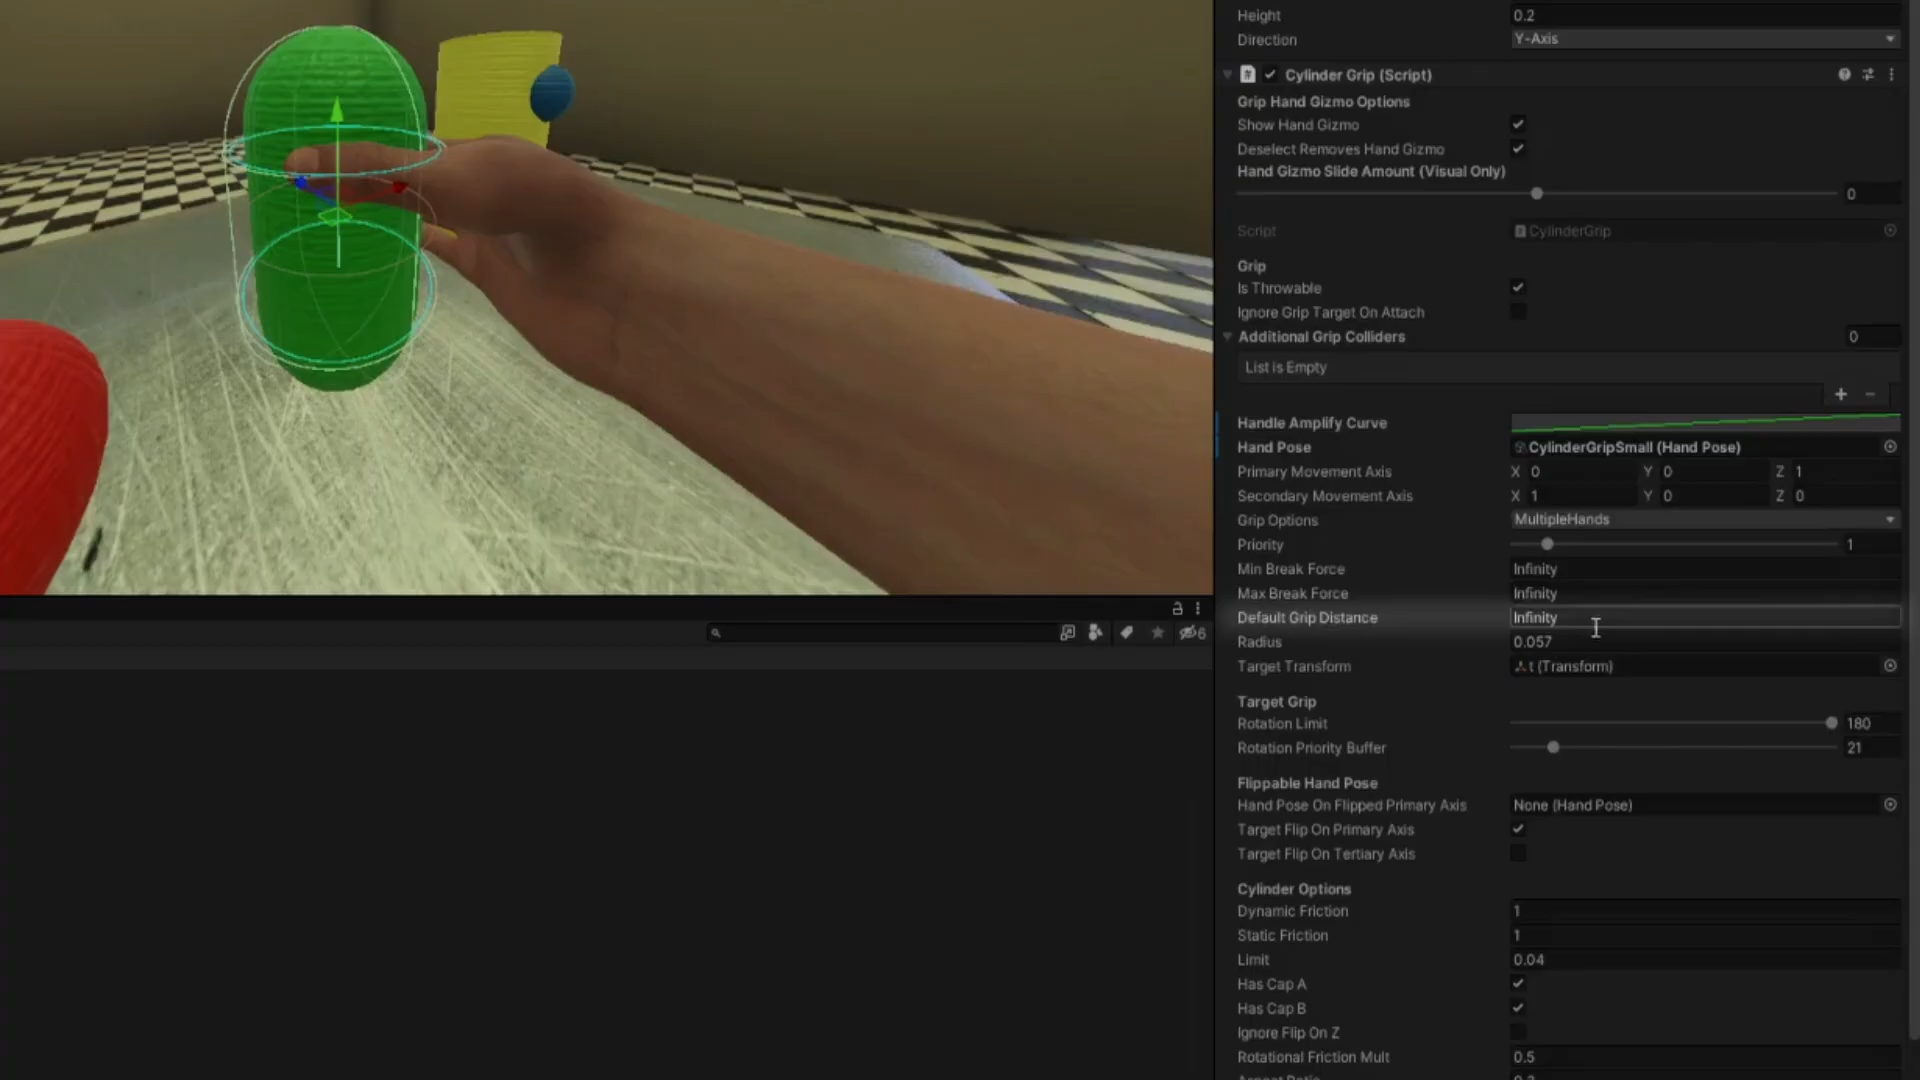 Height 0.2
Direction Y-Axis
# Cylinder Grip (Script)
Grip Hand Gizmo Options
Show Hand Gizmo
Deselect Removes Hand Gizmo
Hand Gizmo Slide Amount (Visual Only)
0
Script CylinderGrip
Grip
Is Throwable
Ignore Grip Target On Attach
Additional Grip Colliders 0
List is Empty
+ −
Handle Amplify Curve
Hand Pose CylinderGripSmall (Hand Pose)
Primary Movement Axis X 0 Y 0 Z 1
Secondary Movement Axis X 1 Y 0 Z 0
Grip Options MultipleHands
Priority 1
Min Break Force Infinity
Max Break Force Infinity
Default Grip Distance Infinity
Radius 0.057
Target Transform t (Transform)
Target Grip
Rotation Limit 180
Rotation Priority Buffer 21
Flippable Hand Pose
Hand Pose On Flipped Primary Axis None (Hand Pose)
Target Flip On Primary Axis
Target Flip On Tertiary Axis
Cylinder Options
Dynamic Friction 1
Static Friction 1
Limit 0.04
Has Cap A
Has Cap B
Ignore Flip On Z
Rotational Friction Mult 0.5
6